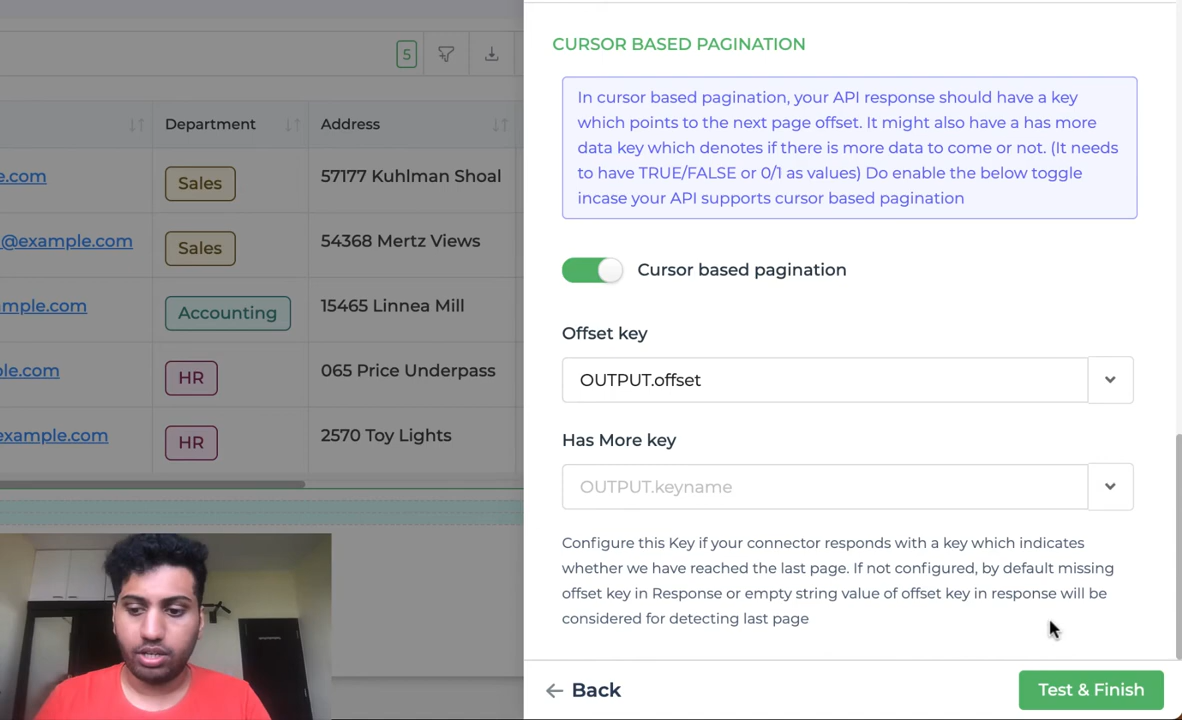 CURSOR BASED PAGINATION
In cursor based pagination, your API response should have a key
which points to the next page offset. It might also have a has more
data key which denotes if there is more data to come or not. (It needs
to have TRUE/FALSE or 0/1 as values) Do enable the below toggle
incase your API supports cursor based pagination
Cursor based pagination
Offset key
OUTPUT.offset
Has More key
OUTPUT.keyname
Configure this Key if your connector responds with a key which indicates
whether we have reached the last page. If not configured, by default missing
offset key in Response or empty string value of offset key in response will be
considered for detecting last page
Back
Test & Finish
5
Department
Address
e.com
Sales
57177 Kuhlman Shoal
@example.com
Sales
54368 Mertz Views
mple.com
Accounting
15465 Linnea Mill
ple.com
HR
065 Price Underpass
example.com
HR
2570 Toy Lights